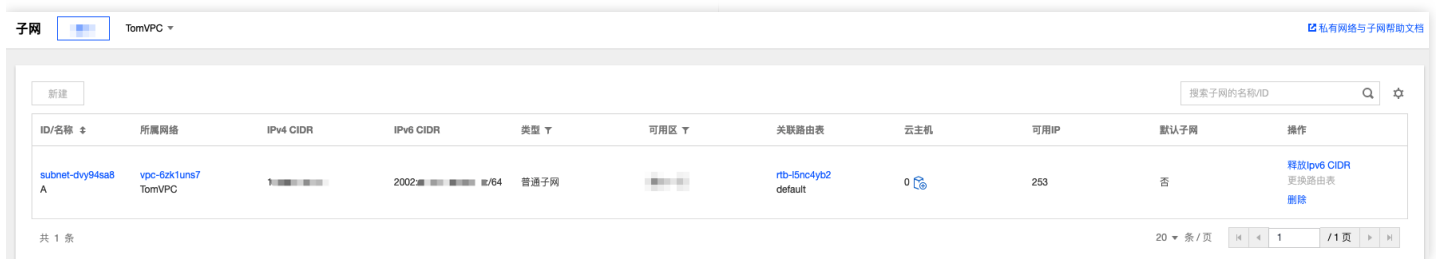 子网 TomVPC 私有网络与子网帮助文档
新建 搜索子网的名称/ID
ID/名称 所属网络 IPv4 CIDR IPv6 CIDR 类型 可用区 关联路由表 云主机 可用IP 默认子网 操作
subnet-dvy94sa8 vpc-6zk1uns7 2002: /64 普通子网 rtb-l5nc4yb2 0 253 否 释放Ipv6 CIDR
A TomVPC default 更换路由表
删除
共 1 条 20 条/页 1 /1 页